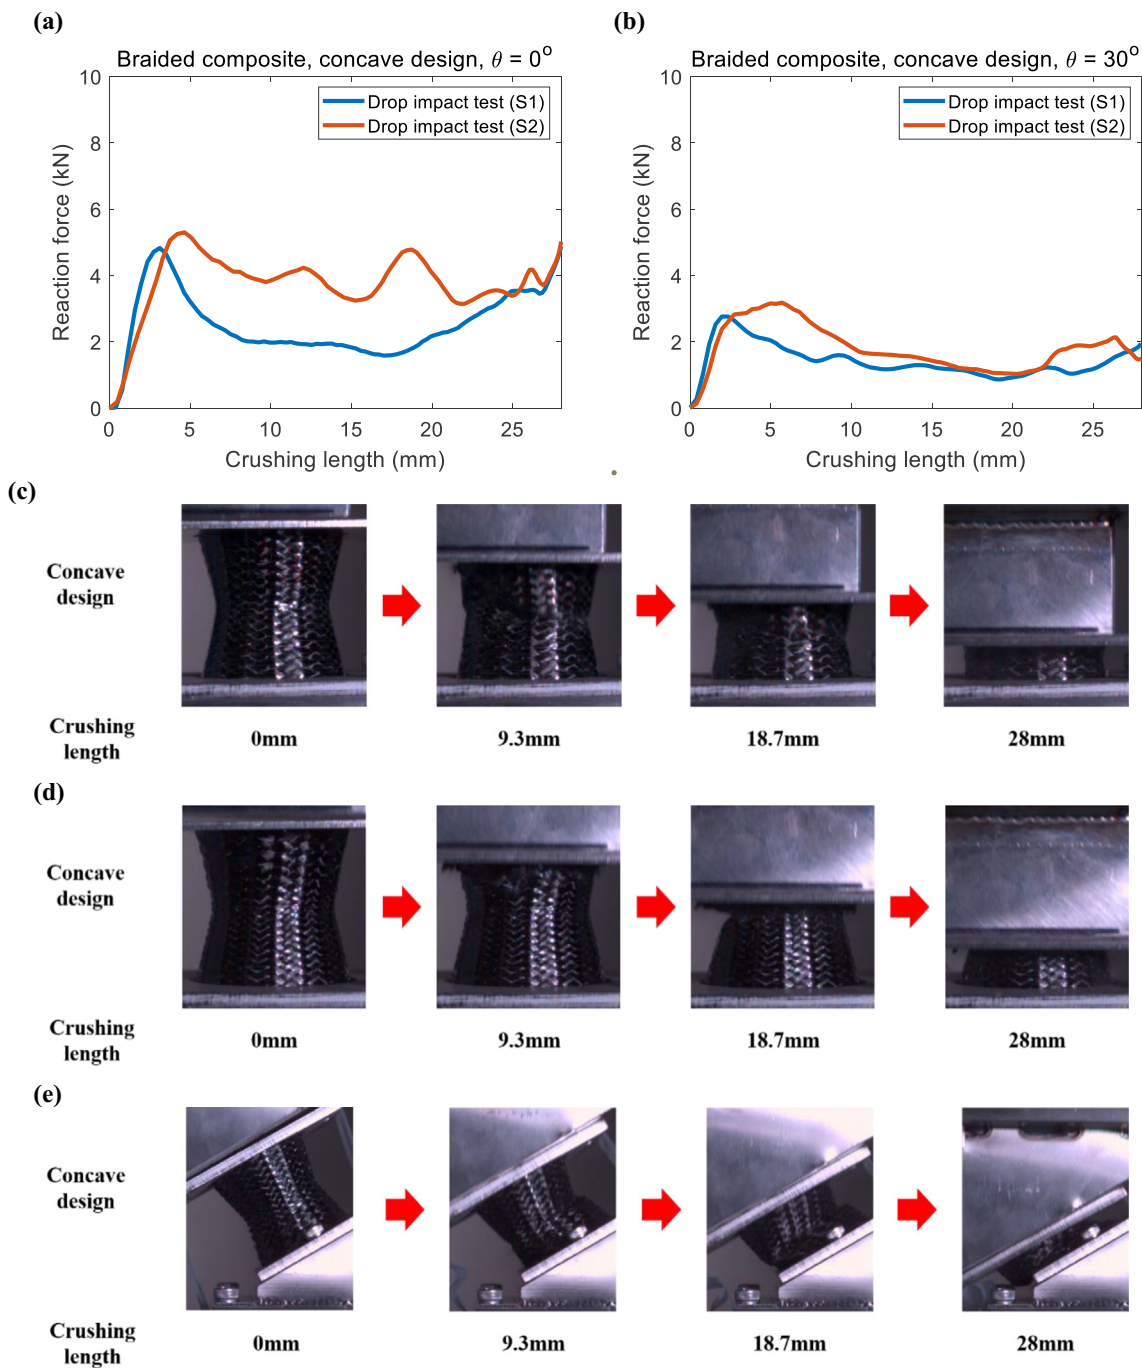 (a)
(b)
Braided composite, concave design, θ = 0°
Braided composite, concave design, θ = 30°
Drop impact test (S1)
Drop impact test (S2)
Drop impact test (S1)
Drop impact test (S2)
Reaction force (kN)
10
8
6
4
2
0
0 5 10 15 20 25
Crushing length (mm)
Reaction force (kN)
10
8
6
4
2
0
0 5 10 15 20 25
Crushing length (mm)
(c)
Concave
design
Crushing
length
0mm 9.3mm 18.7mm 28mm
(d)
Concave
design
Crushing
length
0mm 9.3mm 18.7mm 28mm
(e)
Concave
design
Crushing
length
0mm 9.3mm 18.7mm 28mm